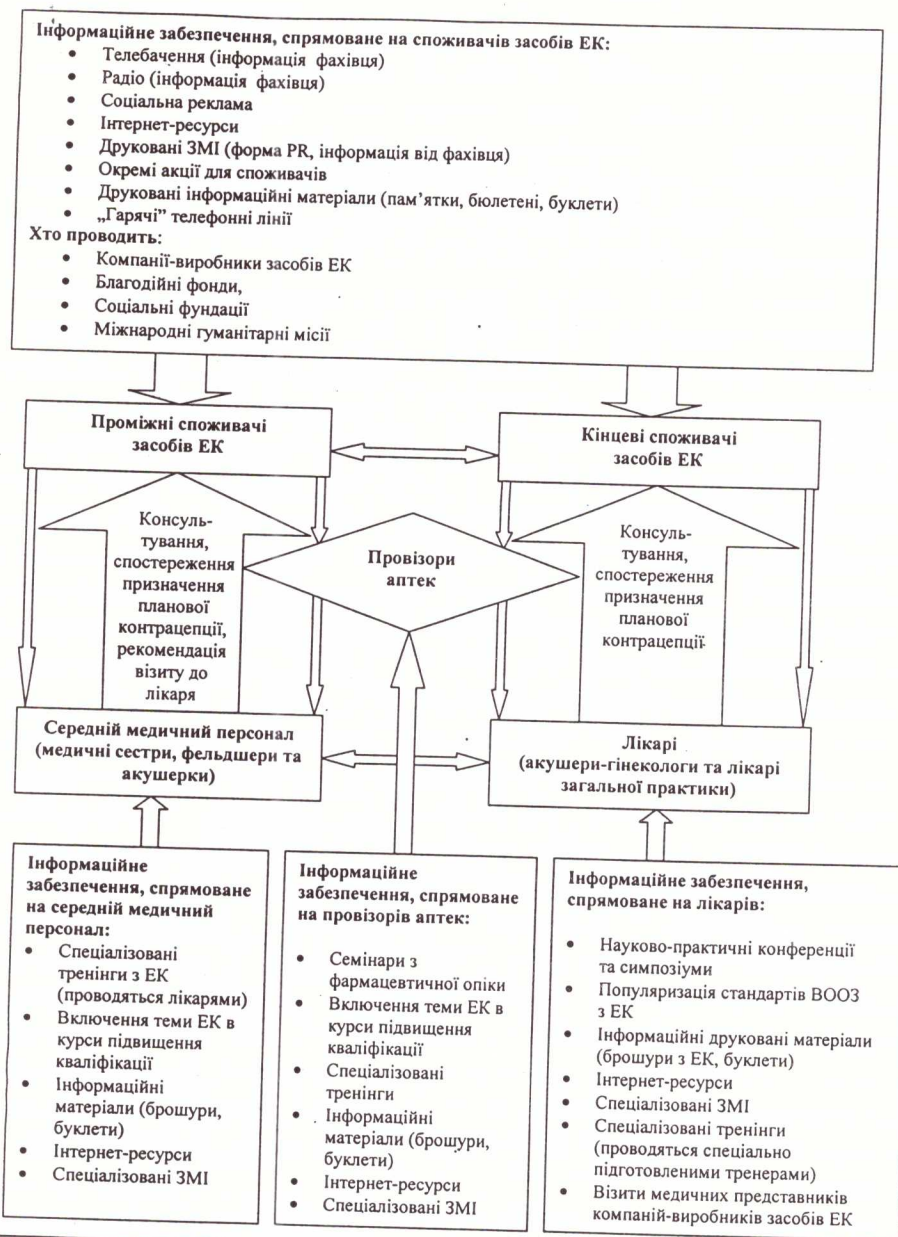 Інформаційне забезпечення, спрямоване на споживачів засобів ЕК:
• Телебачення (інформація фахівця)
• Радіо (інформація фахівця)
• Соціальна реклама
• Інтернет-ресурси
• Друковані ЗМІ (форма PR, інформація від фахівця)
• Окремі акції для споживачів
• Друковані інформаційні матеріали (пам’ятки, бюлетені, буклети)
• „Гарячі” телефонні лінії
Хто проводить:
• Компанії-виробники засобів ЕК
• Благодійні фонди,
• Соціальні фундації
• Міжнародні гуманітарні місії
Проміжні споживачі
засобів ЕК
Кінцеві споживачі
засобів ЕК
Консуль-
тування,
спостереження
призначення
планової
контрацепції,
рекомендація
візиту до
лікаря
Провізори
аптек
Консуль-
тування,
спостереження
призначення
планової
контрацепції
Середній медичний персонал
(медичні сестри, фельдшери та
акушерки)
Лікарі
(акушери-гінекологи та лікарі
загальної практики)
Інформаційне
забезпечення, спрямоване
на середній медичний
персонал:
• Спеціалізовані
тренінги з ЕК
(проводяться лікарями)
• Включення теми ЕК в
курси підвищення
кваліфікації
• Інформаційні
матеріали (брошури,
буклети)
• Інтернет-ресурси
• Спеціалізовані ЗМІ
Інформаційне
забезпечення, спрямоване
на провізорів аптек:
• Семінари з
фармацевтичної опіки
• Включення теми ЕК в
курси підвищення
кваліфікації
• Спеціалізовані
тренінги
• Інформаційні
матеріали (брошури,
буклети)
• Інтернет-ресурси
• Спеціалізовані ЗМІ
Інформаційне забезпечення,
спрямоване на лікарів:
• Науково-практичні конференції
та симпозіуми
• Популяризація стандартів ВООЗ
з ЕК
• Інформаційні друковані матеріали
(брошури з ЕК, буклети)
• Інтернет-ресурси
• Спеціалізовані ЗМІ
• Спеціалізовані тренінги
(проводяться спеціально
підготовленими тренерами)
• Візити медичних представників
компаній-виробників засобів ЕК